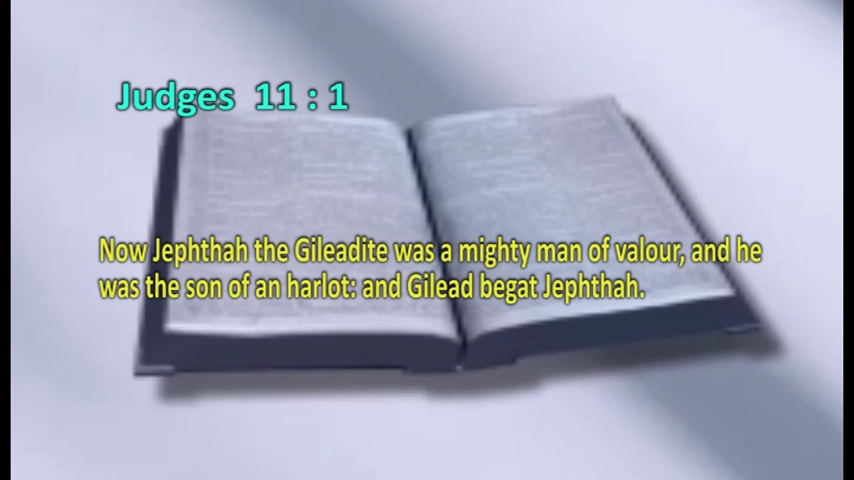 Judges 11 : 1
Now Jephthah the Gileadite was a mighty man of valour, and he
was the son of an harlot: and Gilead begat Jephthah.